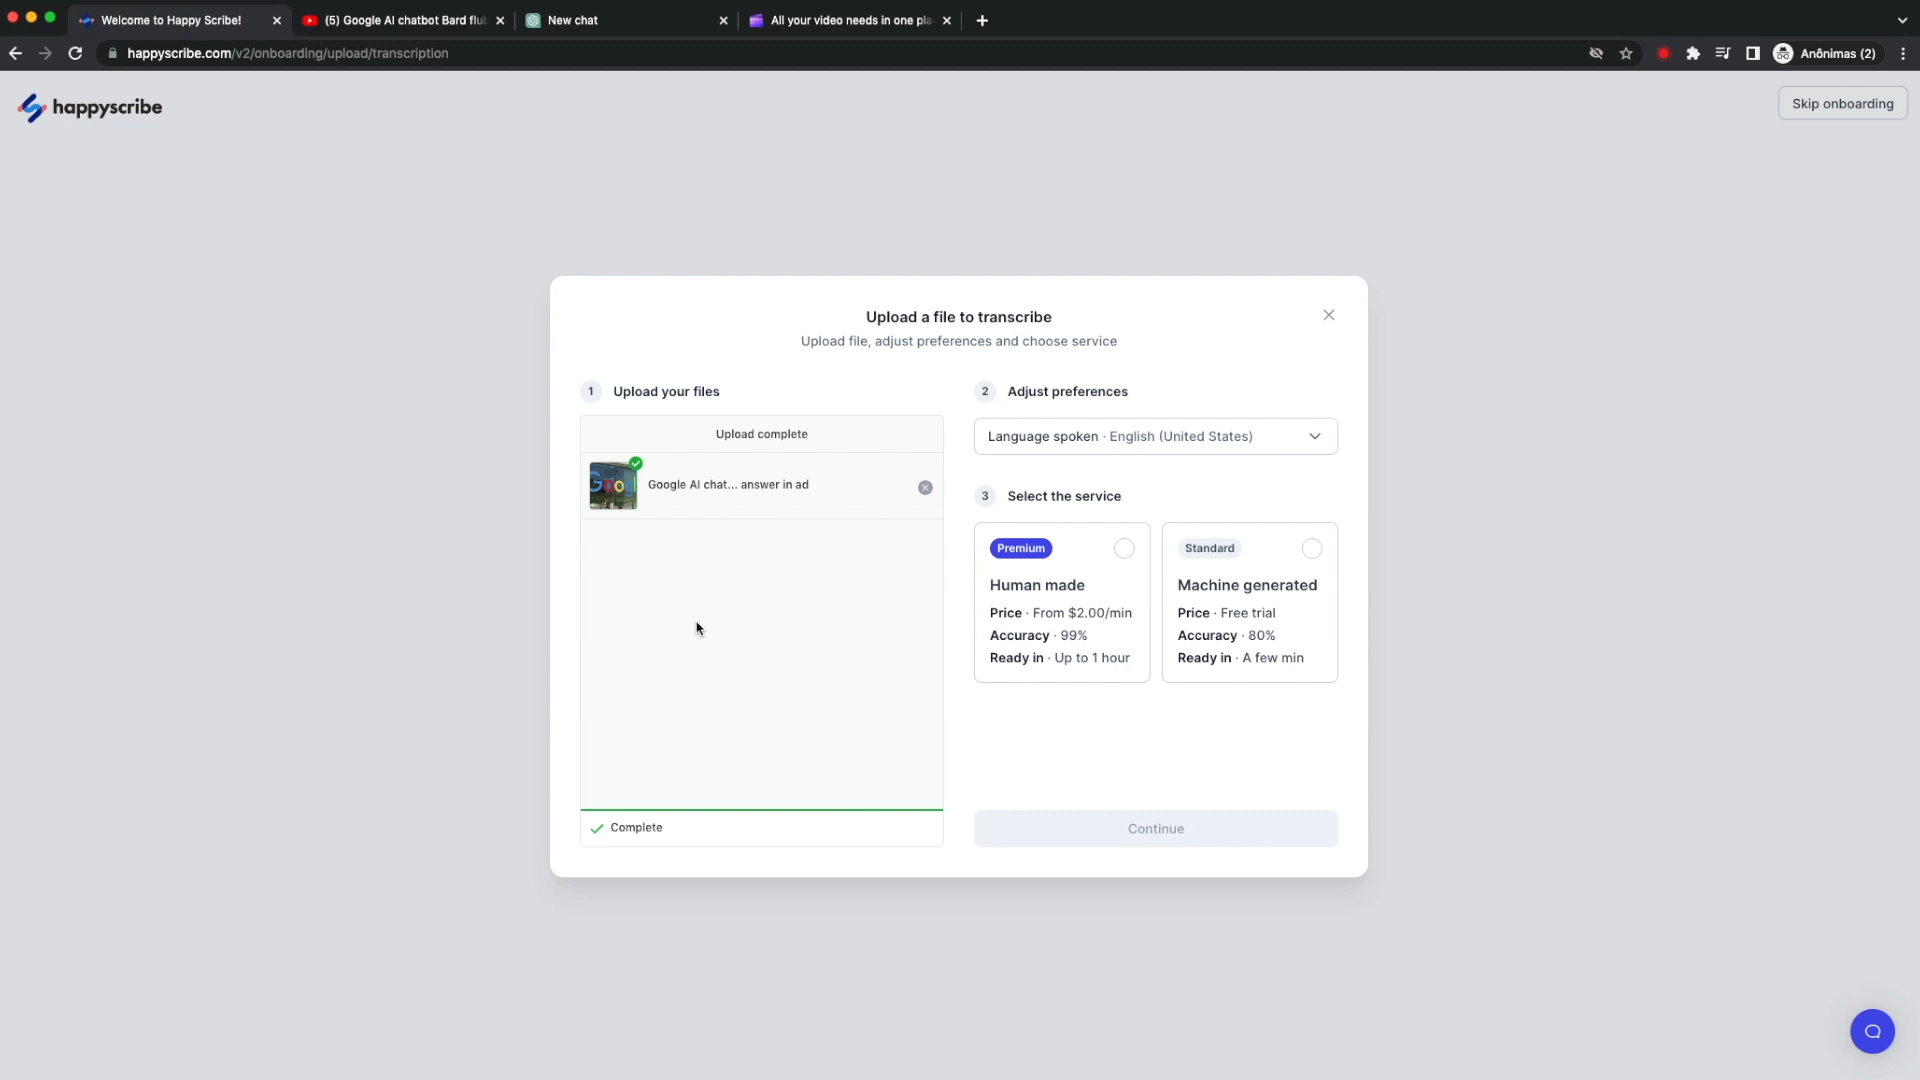 Welcome to Happy Scribe!
(5) Google AI chatbot Bard flu
New chat
All your video needs in one pla
happyscribe.com/v2/onboarding/upload/transcription
Anônimas (2)
happyscribe
Skip onboarding
Upload a file to transcribe
Upload file, adjust preferences and choose service
1 Upload your files
Upload complete
Google AI chat... answer in ad
Complete
2 Adjust preferences
Language spoken · English (United States)
3 Select the service
Premium
Human made
Price · From $2.00/min
Accuracy · 99%
Ready in · Up to 1 hour
Standard
Machine generated
Price · Free trial
Accuracy · 80%
Ready in · A few min
Continue